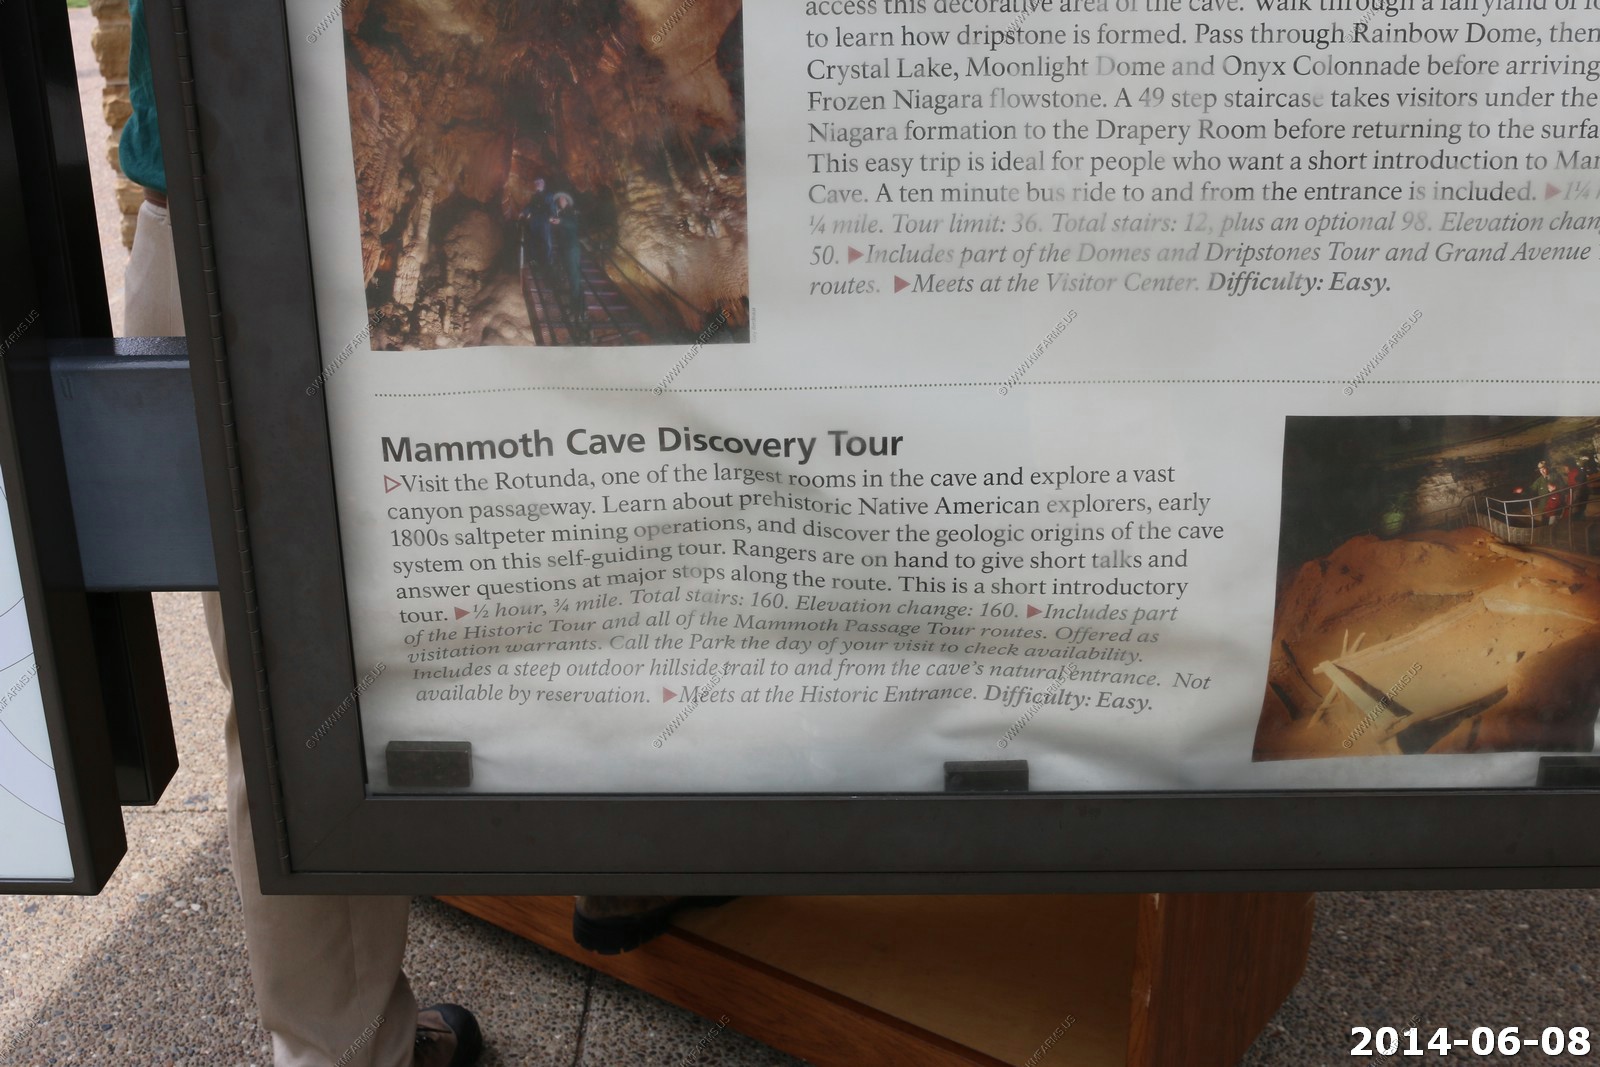 access this decorative area of the cave. Walk through a fairyland of
to learn how dripstone is formed. Pass through Rainbow Dome, then
Crystal Lake, Moonlight Dome and Onyx Colonnade before arriving
Frozen Niagara flowstone. A 49 step staircase takes visitors under the
Niagara formation to the Drapery Room before returning to the surfa
This easy trip is ideal for people who want a short introduction to Mam
Cave. A ten minute bus ride to and from the entrance is included. ▶1¼
¼ mile. Tour limit: 36. Total stairs: 12, plus an optional 98. Elevation chan
50. ▶Includes part of the Domes and Dripstones Tour and Grand Avenue
routes. ▶Meets at the Visitor Center. Difficulty: Easy.
Mammoth Cave Discovery Tour
▷Visit the Rotunda, one of the largest rooms in the cave and explore a vast
canyon passageway. Learn about prehistoric Native American explorers, early
1800s saltpeter mining operations, and discover the geologic origins of the cave
system on this self-guiding tour. Rangers are on hand to give short talks and
answer questions at major stops along the route. This is a short introductory
tour. ▶½ hour, ¾ mile. Total stairs: 160. Elevation change: 160. ▶Includes part
of the Historic Tour and all of the Mammoth Passage Tour routes. Offered as
visitation warrants. Call the Park the day of your visit to check availability.
Includes a steep outdoor hillside trail to and from the cave's natural entrance. Not
available by reservation. ▶Meets at the Historic Entrance. Difficulty: Easy.
©WWW.KMFARMS.US
2014-06-08